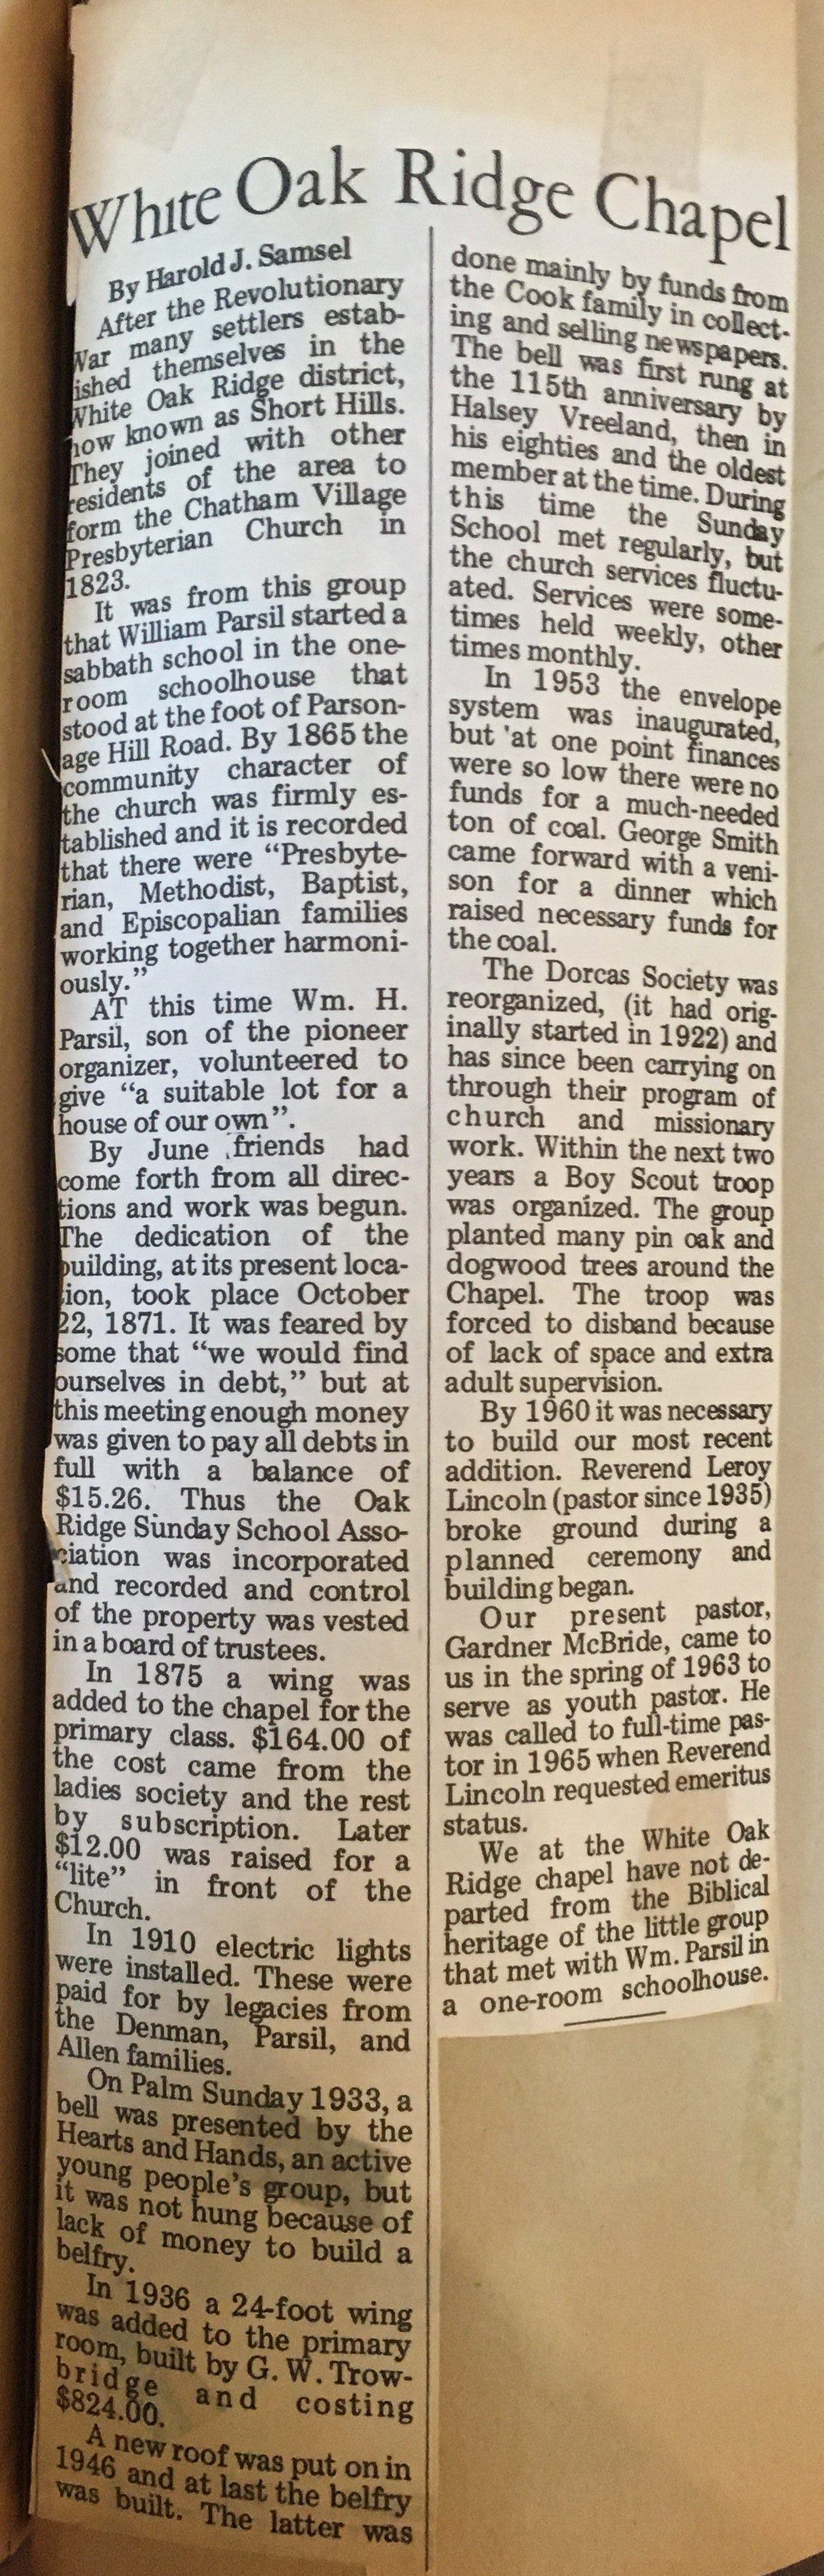 White Oak Ridge Chapel
By Harold J. Samsel
After the Revolutionary
War many settlers estab-
ished themselves in the
White Oak Ridge district,
now known as Short Hills.
They joined with other
residents of the area to
form the Chatham Village
Presbyterian Church in
1823.
It was from this group
that William Parsil started a
sabbath school in the one-
room schoolhouse that
stood at the foot of Parson-
age Hill Road. By 1865 the
community character of
the church was firmly es-
tablished and it is recorded
that there were "Presbyte-
rian, Methodist, Baptist,
and Episcopalian families
working together harmoni-
ously."
AT this time Wm. H.
Parsil, son of the pioneer
organizer, volunteered to
give "a suitable lot for a
house of our own".
By June friends had
come forth from all direc-
tions and work was begun.
The dedication of the
building, at its present loca-
tion, took place October
22, 1871. It was feared by
some that "we would find
ourselves in debt," but at
this meeting enough money
was given to pay all debts in
full with a balance of
$15.26. Thus the Oak
Ridge Sunday School Asso-
ciation was incorporated
and recorded and control
of the property was vested
in a board of trustees.
In 1875 a wing was
added to the chapel for the
primary class. $164.00 of
the cost came from the
ladies society and the rest
by subscription. Later
$12.00 was raised for a
"lite" in front of the
Church.
In 1910 electric lights
were installed. These were
paid for by legacies from
the Denman, Parsil, and
Allen families.
On Palm Sunday 1933, a
bell was presented by the
Hearts and Hands, an active
young people's group, but
it was not hung because of
lack of money to build a
belfry.
In 1936 a 24-foot wing
was added to the primary
room, built by G. W. Trow-
bridge and costing
$824.00.
A new roof was put on in
1946 and at last the belfry
was built. The latter was
done mainly by funds from
the Cook family in collect-
ing and selling newspapers.
The bell was first rung at
the 115th anniversary by
Halsey Vreeland, then in
his eighties and the oldest
member at the time. During
this time the Sunday
School met regularly, but
the church services fluctu-
ated. Services were some-
times held weekly, other
times monthly.
In 1953 the envelope
system was inaugurated,
but 'at one point finances
were so low there were no
funds for a much-needed
ton of coal. George Smith
came forward with a veni-
son for a dinner which
raised necessary funds for
the coal.
The Dorcas Society was
reorganized, (it had orig-
inally started in 1922) and
has since been carrying on
through their program of
church and missionary
work. Within the next two
years a Boy Scout troop
was organized. The group
planted many pin oak and
dogwood trees around the
Chapel. The troop was
forced to disband because
of lack of space and extra
adult supervision.
By 1960 it was necessary
to build our most recent
addition. Reverend Leroy
Lincoln (pastor since 1935)
broke ground during a
planned ceremony and
building began.
Our present pastor,
Gardner McBride, came to
us in the spring of 1963 to
serve as youth pastor. He
was called to full-time pas-
tor in 1965 when Reverend
Lincoln requested emeritus
status.
We at the White Oak
Ridge chapel have not de-
parted from the Biblical
heritage of the little group
that met with Wm. Parsil in
a one-room schoolhouse.